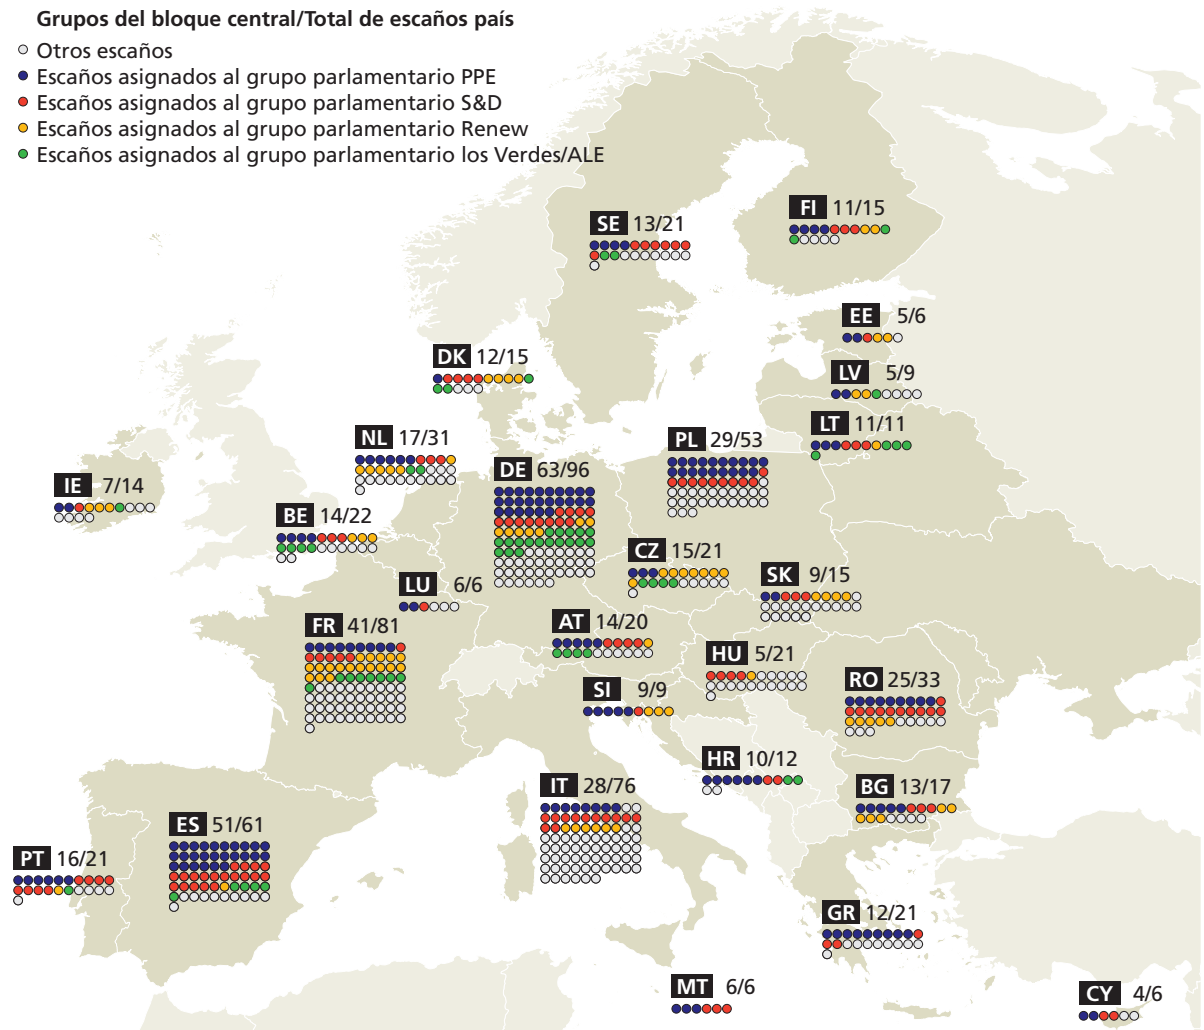 Grupos del bloque central/Total de escaños país
Otros escaños
Escaños asignados al grupo parlamentario PPE
Escaños asignados al grupo parlamentario S&D
Escaños asignados al grupo parlamentario Renew
Escaños asignados al grupo parlamentario los Verdes/ALE
FI 11/15
SE 13/21
EE 5/6
DK 12/15
LV 5/9
LT 11/11
NL 17/31
PL 29/53
DE 63/96
IE 7/14
BE 14/22
CZ 15/21
SK 9/15
LU 6/6
AT 14/20
FR 41/81
HU 5/21
RO 25/33
SI 9/9
HR 10/12
IT 28/76
BG 13/17
ES 51/61
PT 16/21
GR 12/21
MT 6/6
CY 4/6